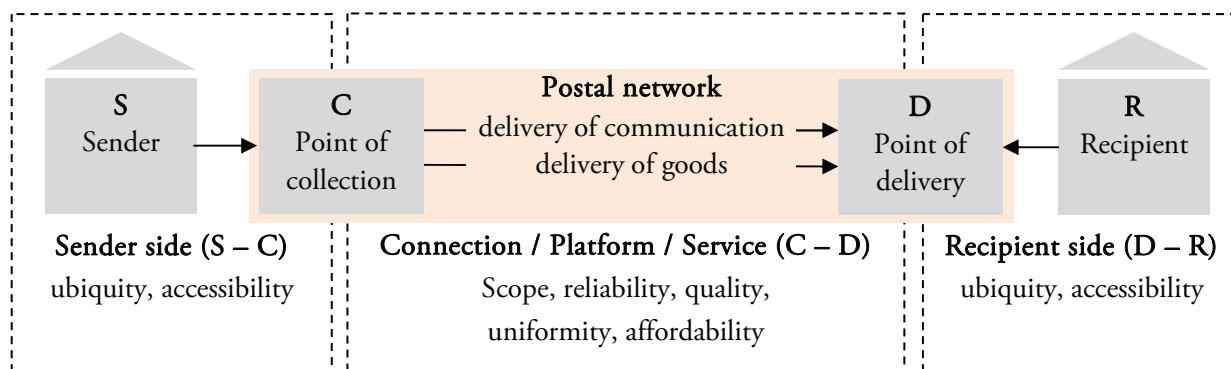 S
Sender
C
Point of
collection
Postal network
delivery of communication
delivery of goods
D
Point of
delivery
R
Recipient
Sender side (S – C)
ubiquity, accessibility
Connection / Platform / Service (C – D)
Scope, reliability, quality,
uniformity, affordability
Recipient side (D – R)
ubiquity, accessibility